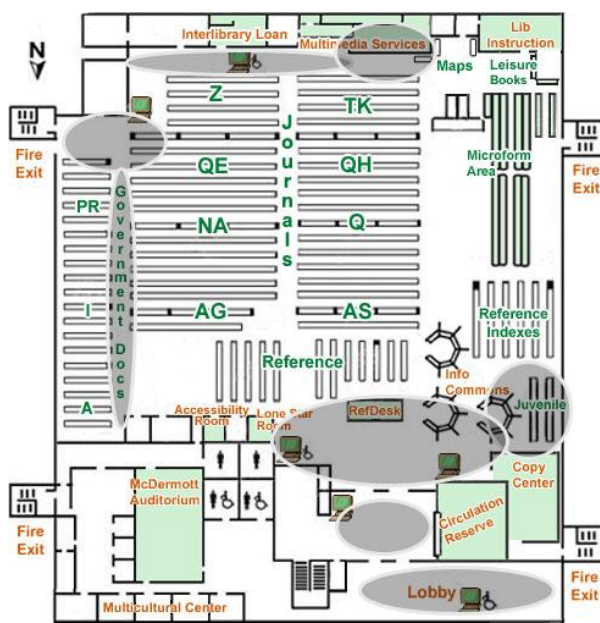 Interlibrary Loan
Multimedia Services
Lib
Instruction
N
Maps
Leisure
Books
Z
TK
Journals
Fire
Exit
Fire
Exit
Microform
Area
QE
QH
PR
Government Docs
NA
Q
I
AG
AS
Reference
Indexes
Reference
Info
Commons
A
Accessibility
Room
Lone Star
Room
RefDesk
Juvenile
McDermott
Auditorium
Copy
Center
Circulation
Reserve
Fire
Exit
Fire
Exit
Lobby
Multicultural Center